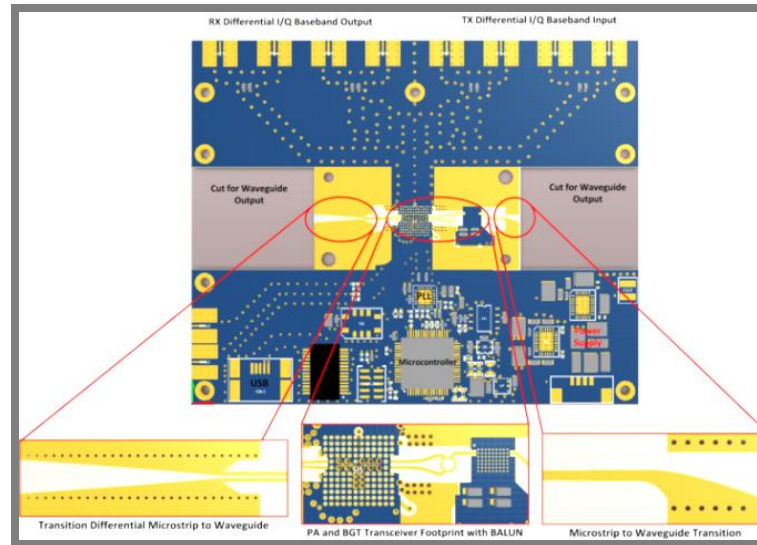 RX Differential I/Q Baseband Output
TX Differential I/Q Baseband Input
Cut for Waveguide
Output
Cut for Waveguide
Output
PLL
Power
Supply
Microcontroller
USB
Transition Differential Microstrip to Waveguide
PA and BGT Transceiver Footprint with BALUN
Microstrip to Waveguide Transition